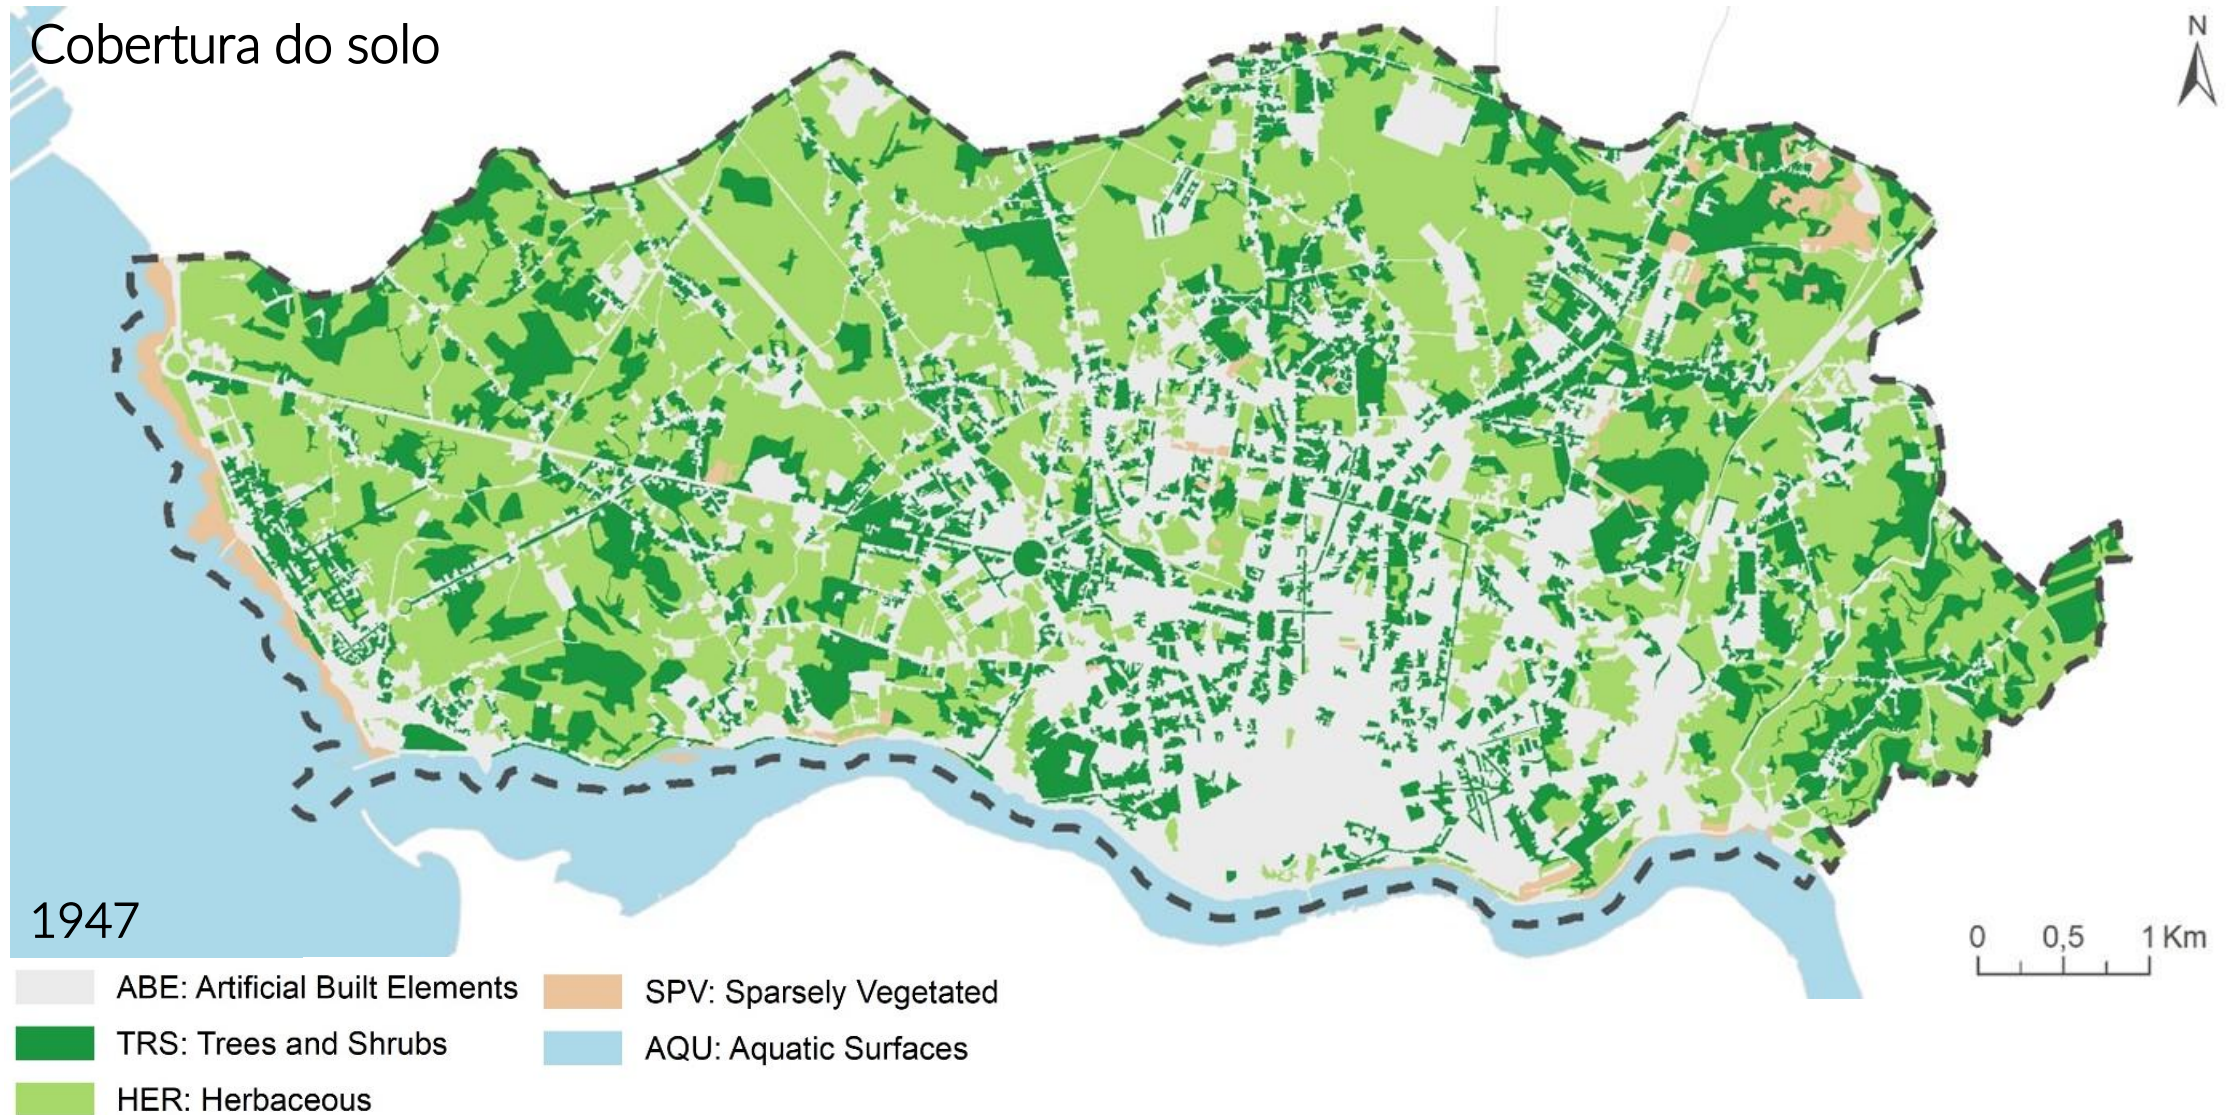 Cobertura do solo
N
1947
0 0,5 1 Km
ABE: Artificial Built Elements
TRS: Trees and Shrubs
HER: Herbaceous
SPV: Sparsely Vegetated
AQU: Aquatic Surfaces